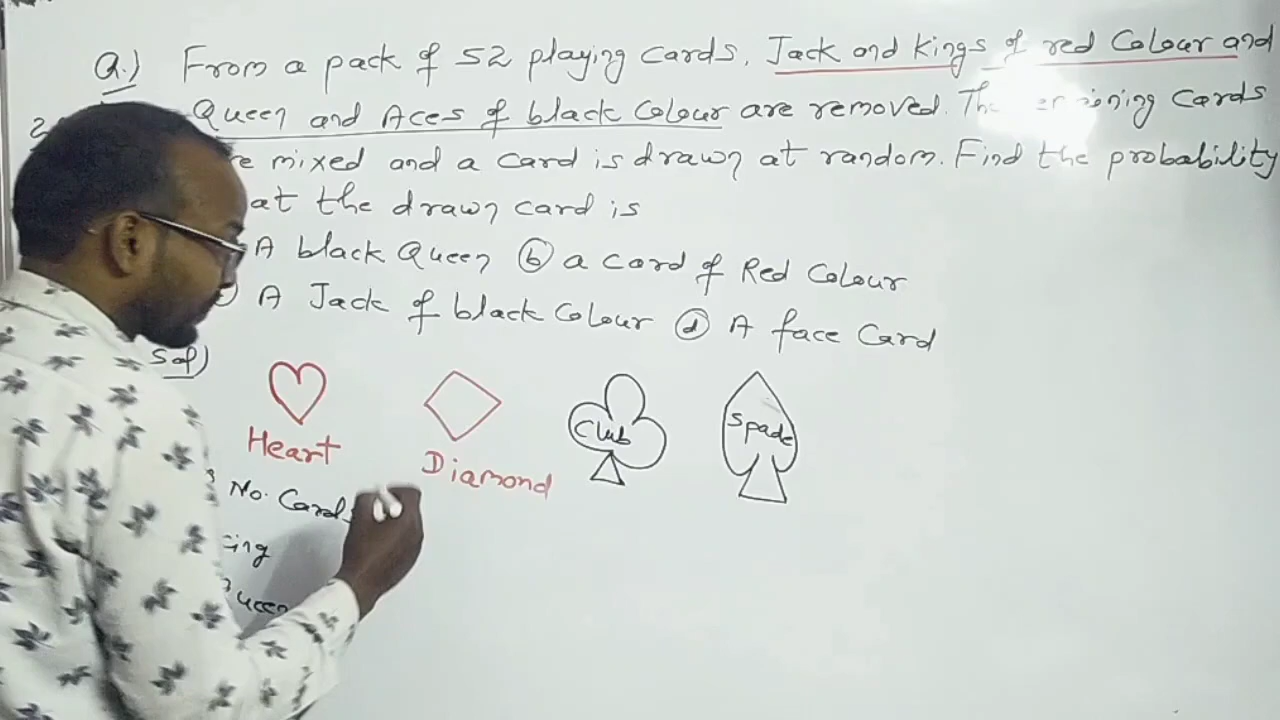 Q.) From a pack of 52 playing cards, Jack and Kings of red Colour and
Queen and Aces of black Colour are removed. The cards
mixed and a card is drawn at random. Find the probability
the drawn card is
A black Queen (b) a card of Red Colour
A Jack of black Colour (d) A face Card
Sol)
Heart Diamond Club Spade
No. Cards